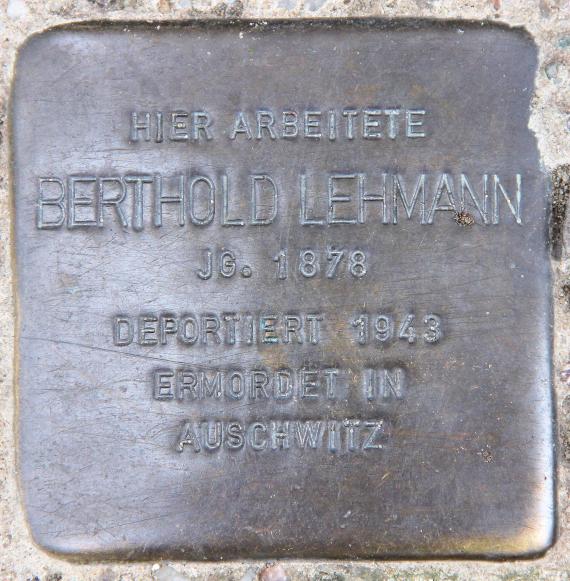 HIER ARBEITETE
BERTHOLD LEHMANN
JG. 1878
DEPORTIERT 1943
ERMORDET IN
AUSCHWITZ